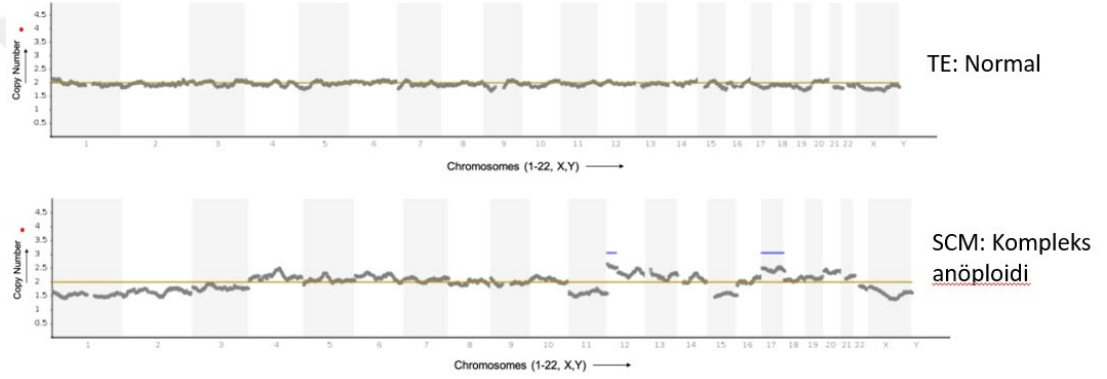 4.5
4
3.5
3
2.5
2
1.5
1
0.5
Copy Number
1 2 3 4 5 6 7 8 9 10 11 12 13 14 15 16 17 18 19 20 21 22 X Y
Chromosomes (1-22, X,Y)
TE: Normal
4.5
4
3.5
3
2.5
2
1.5
1
0.5
Copy Number
1 2 3 4 5 6 7 8 9 10 11 12 13 14 15 16 17 18 19 20 21 22 X Y
Chromosomes (1-22, X,Y)
SCM: Kompleks
anöploidi